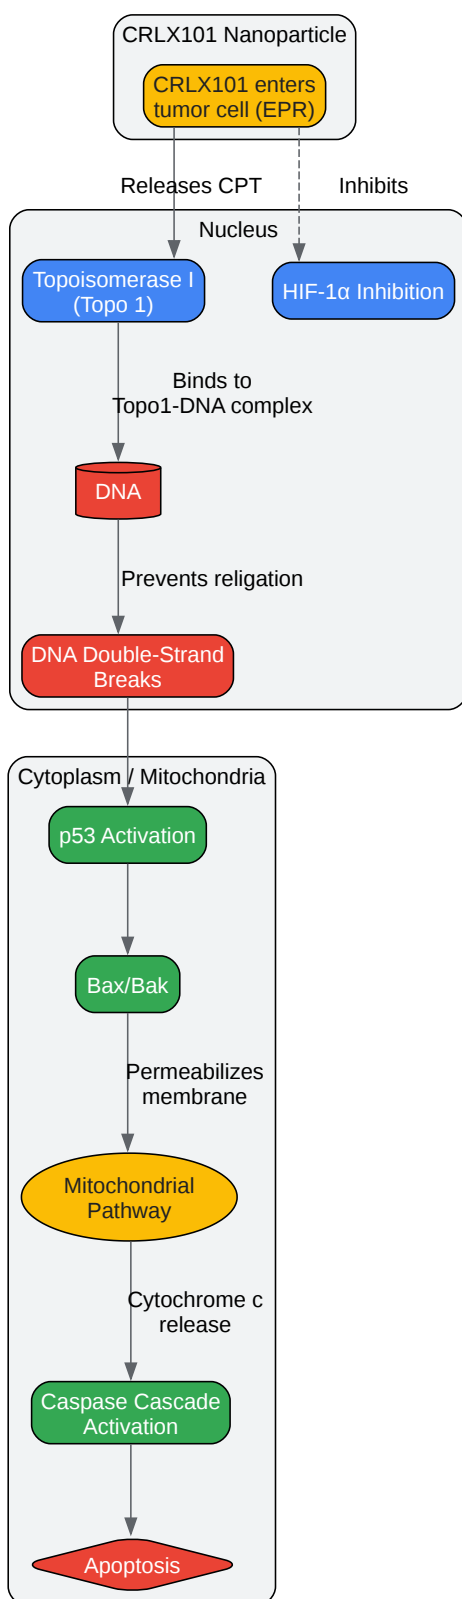 CRLX101 Nanoparticle
CRLX101 enters
tumor cell (EPR)
Releases CPT
Inhibits
Nucleus
Topoisomerase I
(Topo 1)
HIF-1α Inhibition
Binds to
Topo1-DNA complex
DNA
Prevents religation
DNA Double-Strand
Breaks
Cytoplasm / Mitochondria
p53 Activation
Bax/Bak
Permeabilizes
membrane
Mitochondrial
Pathway
Cytochrome c
release
Caspase Cascade
Activation
Apoptosis